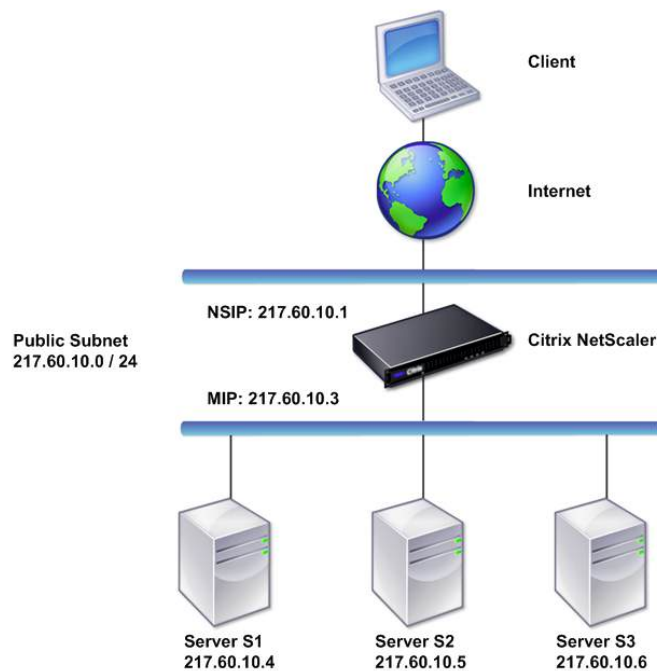 Client
Internet
NSIP: 217.60.10.1
Public Subnet
217.60.10.0 / 24
Citrix NetScaler
Citrix
MIP: 217.60.10.3
Server S1
217.60.10.4
Server S2
217.60.10.5
Server S3
217.60.10.6